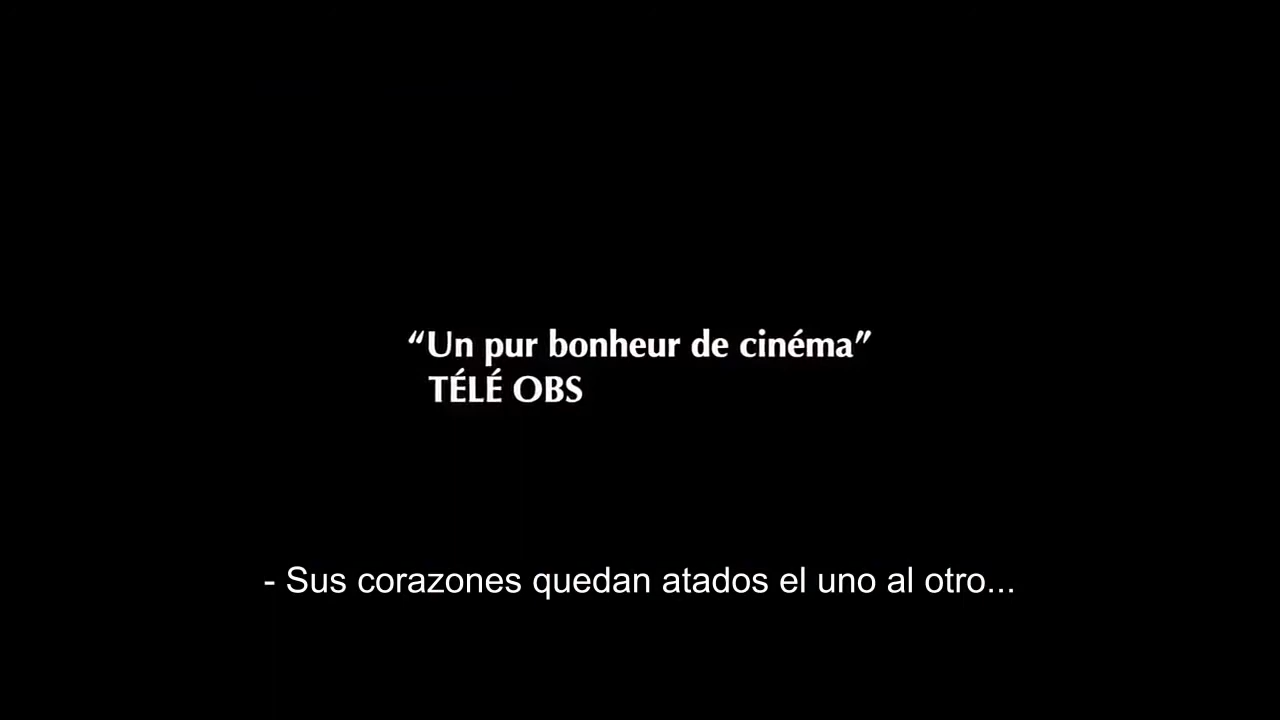 “Un pur bonheur de cinéma”
TÉLÉ OBS
- Sus corazones quedan atados el uno al otro...